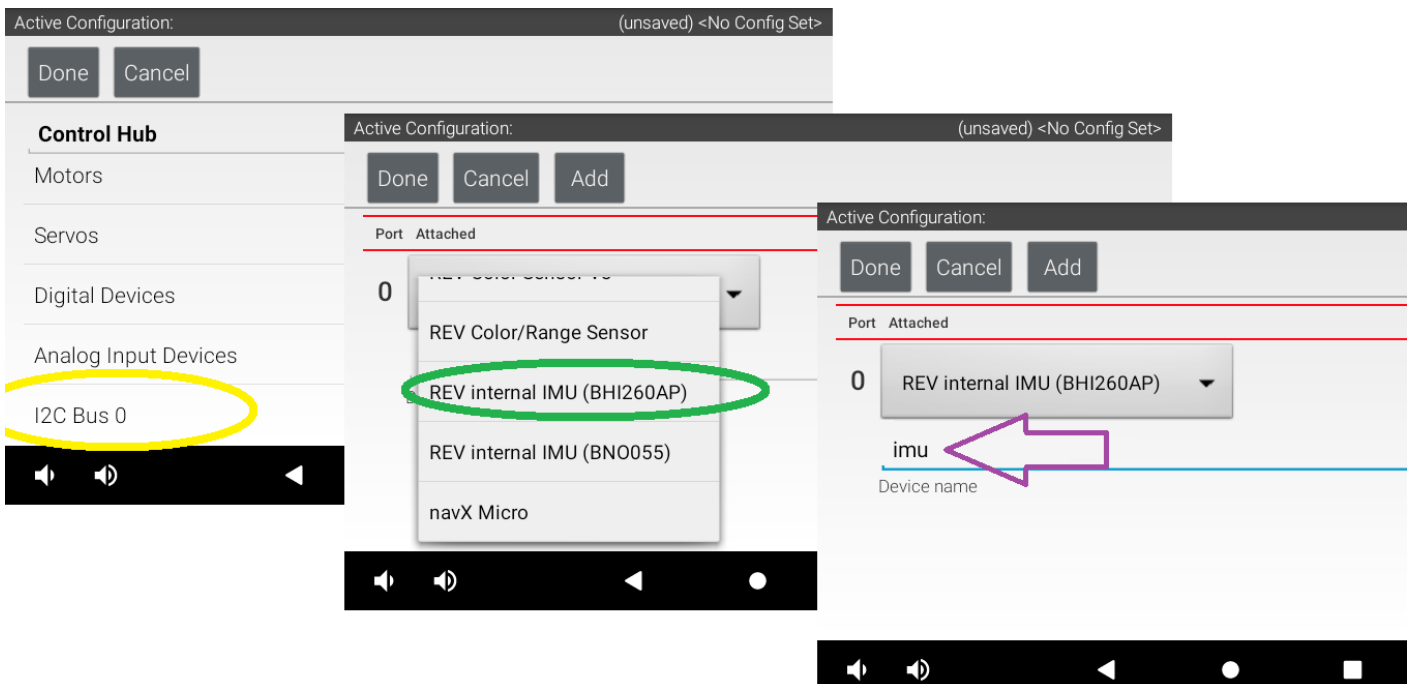 Active Configuration: (unsaved) <No Config Set>
Done Cancel
Control Hub
Motors
Servos
Digital Devices
Analog Input Devices
I2C Bus 0
Active Configuration: (unsaved) <No Config Set>
Done Cancel Add
Port Attached
0
REV Color/Range Sensor
REV internal IMU (BHI260AP)
REV internal IMU (BNO055)
navX Micro
Active Configuration:
Done Cancel Add
Port Attached
0 REV internal IMU (BHI260AP)
imu
Device name